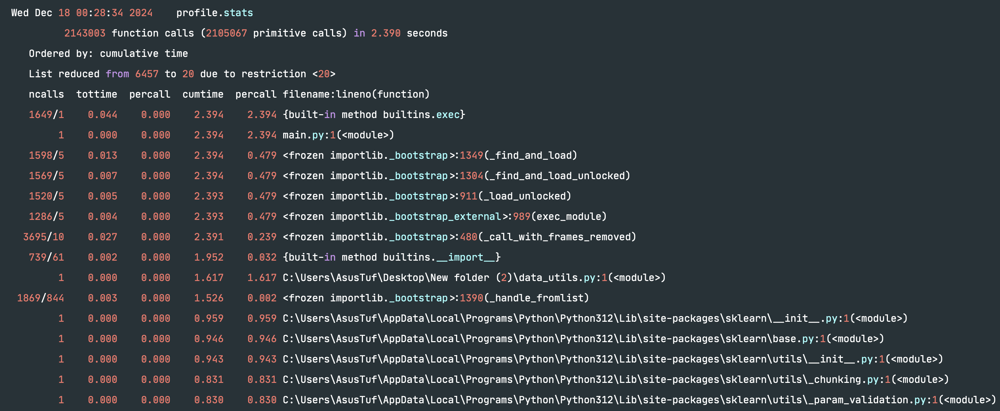 Wed Dec 18 00:28:34 2024    profile.stats
         2143003 function calls (2105067 primitive calls) in 2.390 seconds
   Ordered by: cumulative time
   List reduced from 6457 to 20 due to restriction <20>
   ncalls  tottime  percall  cumtime  percall filename:lineno(function)
   1649/1    0.044    0.000    2.394    2.394 {built-in method builtins.exec}
        1    0.000    0.000    2.394    2.394 main.py:1(<module>)
   1598/5    0.013    0.000    2.394    0.479 <frozen importlib._bootstrap>:1349(_find_and_load)
   1569/5    0.007    0.000    2.394    0.479 <frozen importlib._bootstrap>:1304(_find_and_load_unlocked)
   1520/5    0.005    0.000    2.393    0.479 <frozen importlib._bootstrap>:911(_load_unlocked)
   1286/5    0.004    0.000    2.393    0.479 <frozen importlib._bootstrap_external>:989(exec_module)
  3695/10    0.027    0.000    2.391    0.239 <frozen importlib._bootstrap>:480(_call_with_frames_removed)
   739/61    0.002    0.000    1.952    0.032 {built-in method builtins.__import__}
        1    0.000    0.000    1.617    1.617 C:\Users\AsusTuf\Desktop\New folder (2)\data_utils.py:1(<module>)
 1869/844    0.003    0.000    1.526    0.002 <frozen importlib._bootstrap>:1390(_handle_fromlist)
        1    0.000    0.000    0.959    0.959 C:\Users\AsusTuf\AppData\Local\Programs\Python\Python312\Lib\site-packages\sklearn\__init__.py:1(<module>)
        1    0.000    0.000    0.946    0.946 C:\Users\AsusTuf\AppData\Local\Programs\Python\Python312\Lib\site-packages\sklearn\base.py:1(<module>)
        1    0.000    0.000    0.943    0.943 C:\Users\AsusTuf\AppData\Local\Programs\Python\Python312\Lib\site-packages\sklearn\utils\__init__.py:1(<module>)
        1    0.000    0.000    0.831    0.831 C:\Users\AsusTuf\AppData\Local\Programs\Python\Python312\Lib\site-packages\sklearn\utils\_chunking.py:1(<module>)
        1    0.000    0.000    0.830    0.830 C:\Users\AsusTuf\AppData\Local\Programs\Python\Python312\Lib\site-packages\sklearn\utils\_param_validation.py:1(<module>)